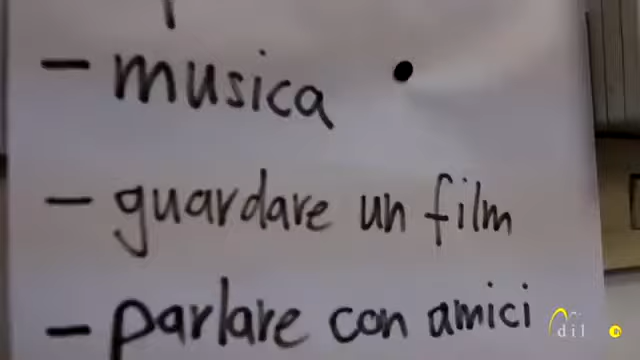 - musica
- guardare un film
- parlare con amici
dil